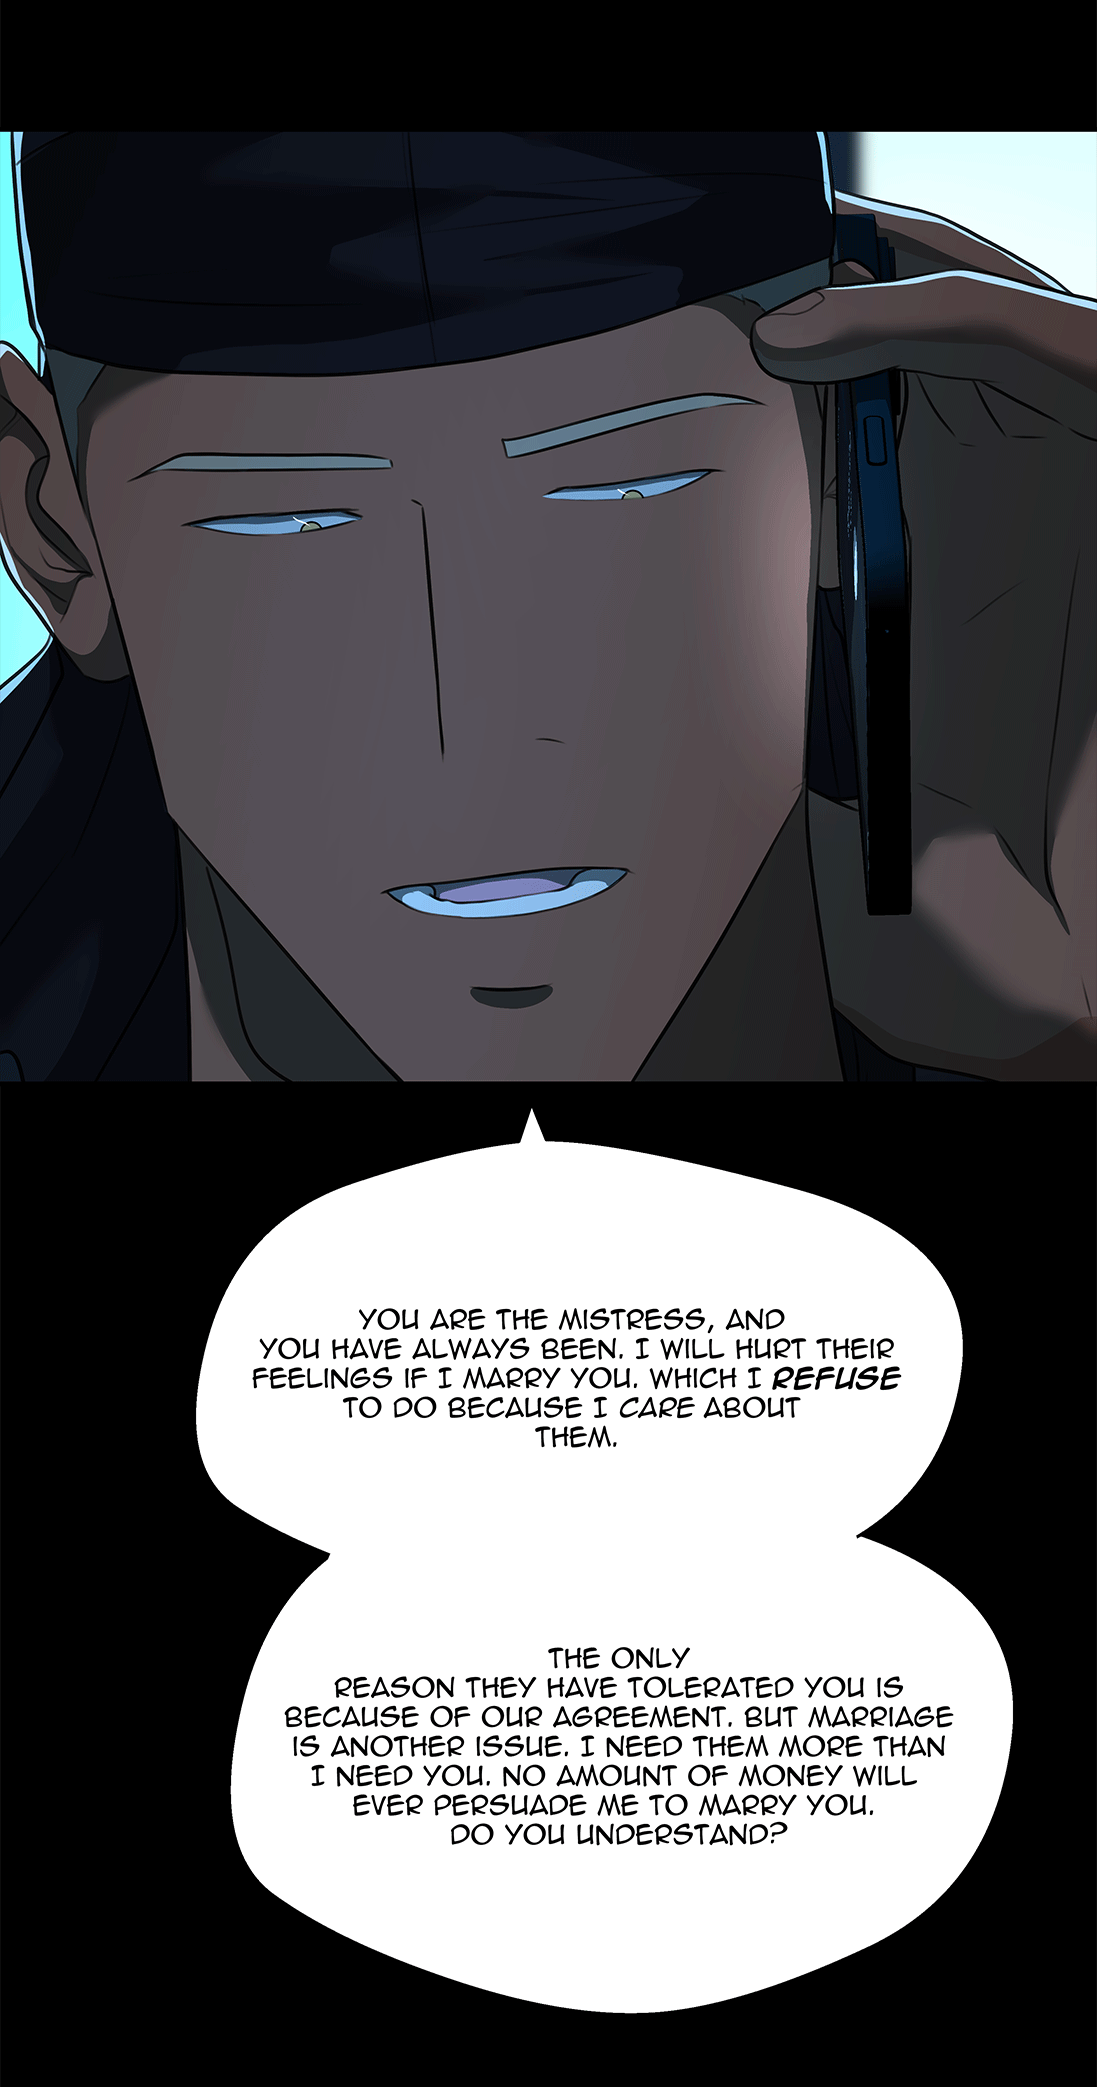 YOU ARE THE MISTRESS, AND
YOU HAVE ALWAYS BEEN. I WILL HURT THEIR
FEELINGS IF I MARRY YOU. WHICH I REFUSE
TO DO BECAUSE I CARE ABOUT
THEM.
THE ONLY
REASON THEY HAVE TOLERATED YOU IS
BECAUSE OF OUR AGREEMENT. BUT MARRIAGE
IS ANOTHER ISSUE. I NEED THEM MORE THAN
I NEED YOU. NO AMOUNT OF MONEY WILL
EVER PERSUADE ME TO MARRY YOU.
DO YOU UNDERSTAND?